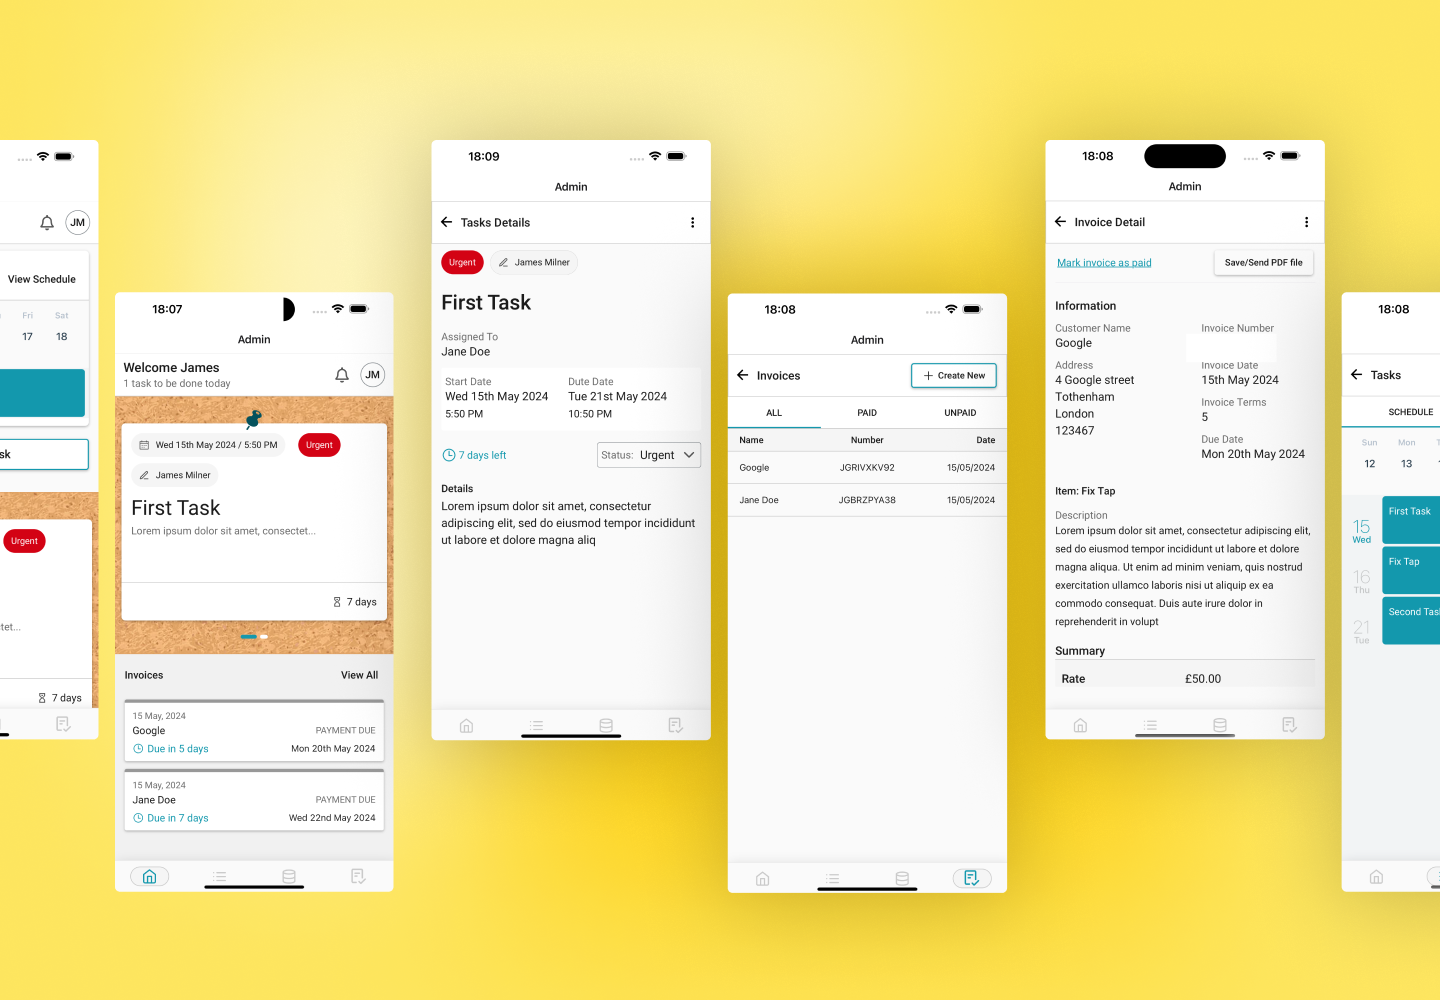 JM
View Schedule
Fri
Sat
17
18
sk
Urgent
tet...
7 days
18:07
Admin
Welcome James
1 task to be done today
JM
Wed 15th May 2024 / 5:50 PM
Urgent
James Milner
First Task
Lorem ipsum dolor sit amet, consectet...
7 days
Invoices
View All
15 May, 2024
Google
PAYMENT DUE
Due in 5 days
Mon 20th May 2024
15 May, 2024
Jane Doe
PAYMENT DUE
Due in 7 days
Wed 22nd May 2024
18:09
Admin
Tasks Details
Urgent
James Milner
First Task
Assigned To
Jane Doe
Start Date
Dute Date
Wed 15th May 2024
Tue 21st May 2024
5:50 PM
10:50 PM
7 days left
Status: Urgent
Details
Lorem ipsum dolor sit amet, consectetur
adipiscing elit, sed do eiusmod tempor incididunt
ut labore et dolore magna aliq
18:08
Admin
Invoices
Create New
ALL
PAID
UNPAID
Name
Number
Date
Google
JGRIVXKV92
15/05/2024
Jane Doe
JGBRZPYA38
15/05/2024
18:08
Admin
Invoice Detail
Mark invoice as paid
Save/Send PDF file
Information
Customer Name
Google
Invoice Number
Address
4 Google street
Tothenham
London
123467
Invoice Date
15th May 2024
Invoice Terms
5
Due Date
Mon 20th May 2024
Item: Fix Tap
Description
Lorem ipsum dolor sit amet, consectetur adipiscing elit,
sed do eiusmod tempor incididunt ut labore et dolore
magna aliqua. Ut enim ad minim veniam, quis nostrud
exercitation ullamco laboris nisi ut aliquip ex ea
commodo consequat. Duis aute irure dolor in
reprehenderit in volupt
Summary
Rate
£50.00
18:08
Tasks
SCHEDULE
Sun
Mon
12
13
15
Wed
First Task
16
Thu
Fix Tap
21
Tue
Second Tas